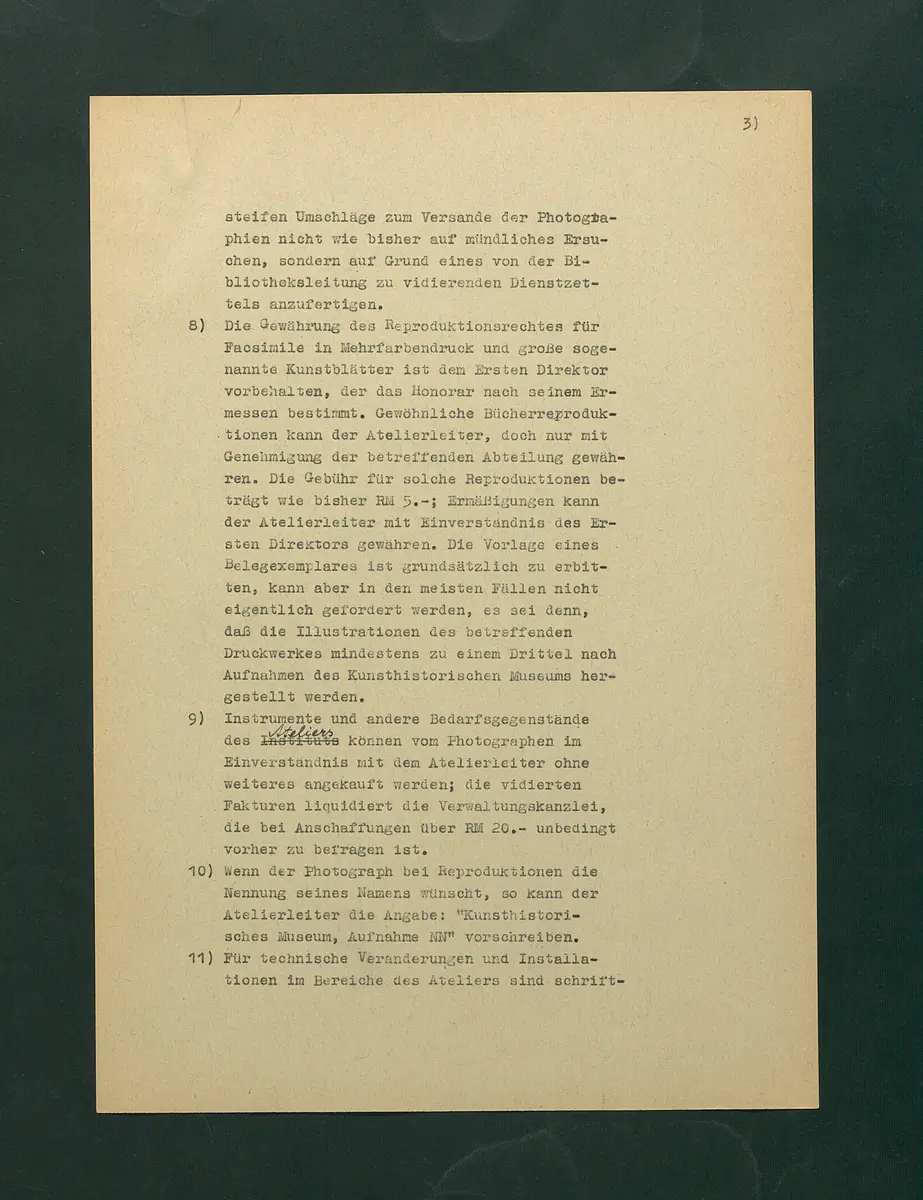 3)
steifen Umschläge zum Versande der Photogra-
phien nicht wie bisher auf mündliches Ersu-
chen, sondern auf Grund eines von der Bi-
bliotheksleitung zu vidierenden Dienstzet-
tels anzufertigen.
8) Die Gewährung des Reproduktionsrechtes für
Facsimile in Mehrfarbendruck und große soge-
nannte Kunstblätter ist dem Ersten Direktor
vorbehalten, der das Honorar nach seinem Er-
messen bestimmt. Gewöhnliche Bücherreproduk-
tionen kann der Atelierleiter, doch nur mit
Genehmigung der betreffenden Abteilung gewäh-
ren. Die Gebühr für solche Reproduktionen be-
trägt wie bisher RM 5.-; Ermäßigungen kann
der Atelierleiter mit Einverständnis des Er-
sten Direktors gewähren. Die Vorlage eines
Belegexemplares ist grundsätzlich zu erbit-
ten, kann aber in den meisten Fällen nicht
eigentlich gefordert werden, es sei denn,
daß die Illustrationen des betreffenden
Druckwerkes mindestens zu einem Drittel nach
Aufnahmen des Kunsthistorischen Museums her-
gestellt werden.
9) Instrumente und andere Bedarfsgegenstände
Ateliers
des Instituts können vom Photographen im
Einverständnis mit dem Atelierleiter ohne
weiteres angekauft werden; die vidierten
Fakturen liquidiert die Verwaltungskanzlei,
die bei Anschaffungen über RM 20.- unbedingt
vorher zu befragen ist.
10) Wenn der Photograph bei Reproduktionen die
Nennung seines Namens wünscht, so kann der
Atelierleiter die Angabe: "Kunsthistori-
sches Museum, Aufnahme NN" vorschreiben.
11) Für technische Veränderungen und Installa-
tionen im Bereiche des Ateliers sind schrift-